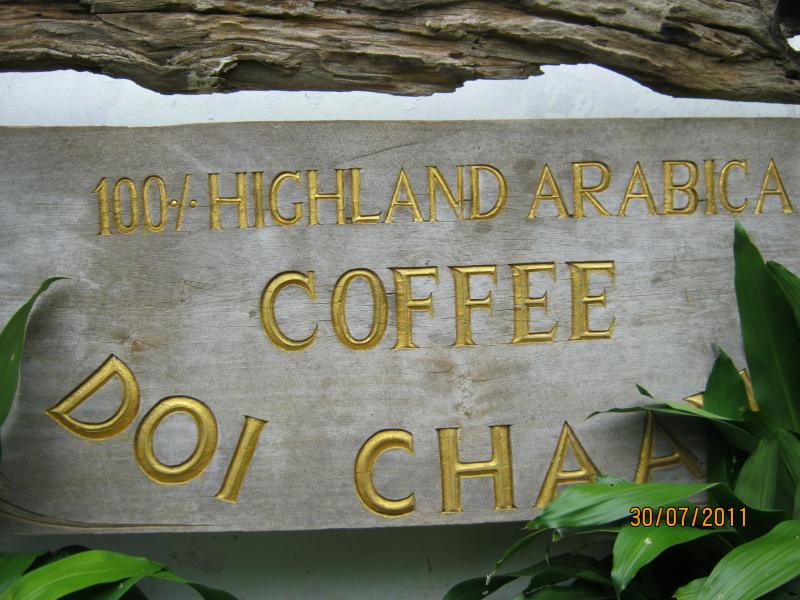 100% HIGHLAND ARABICA
COFFEE
DOI CHAA
30/07/2011